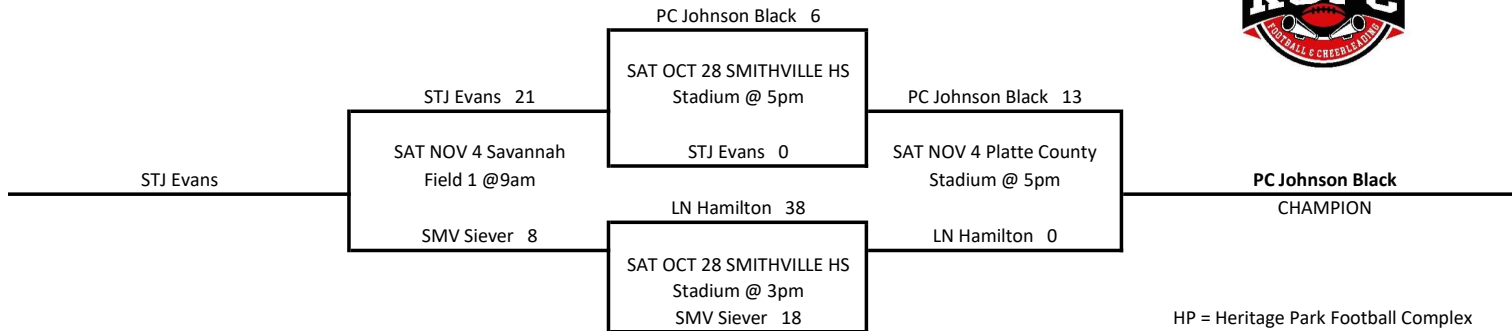 PC Johnson Black 6
SAT OCT 28 SMITHVILLE HS
STJ Evans 21
Stadium @ 5pm
PC Johnson Black 13
SAT NOV 4 Savannah
STJ Evans 0
SAT NOV 4 Platte County
STJ Evans
Field 1 @9am
Stadium @ 5pm
PC Johnson Black
LN Hamilton 38
CHAMPION
SMV Siever 8
LN Hamilton 0
SAT OCT 28 SMITHVILLE HS
Stadium @ 3pm
SMV Siever 18
HP = Heritage Park Football Complex
FOOTBALL & CHEERLEADING